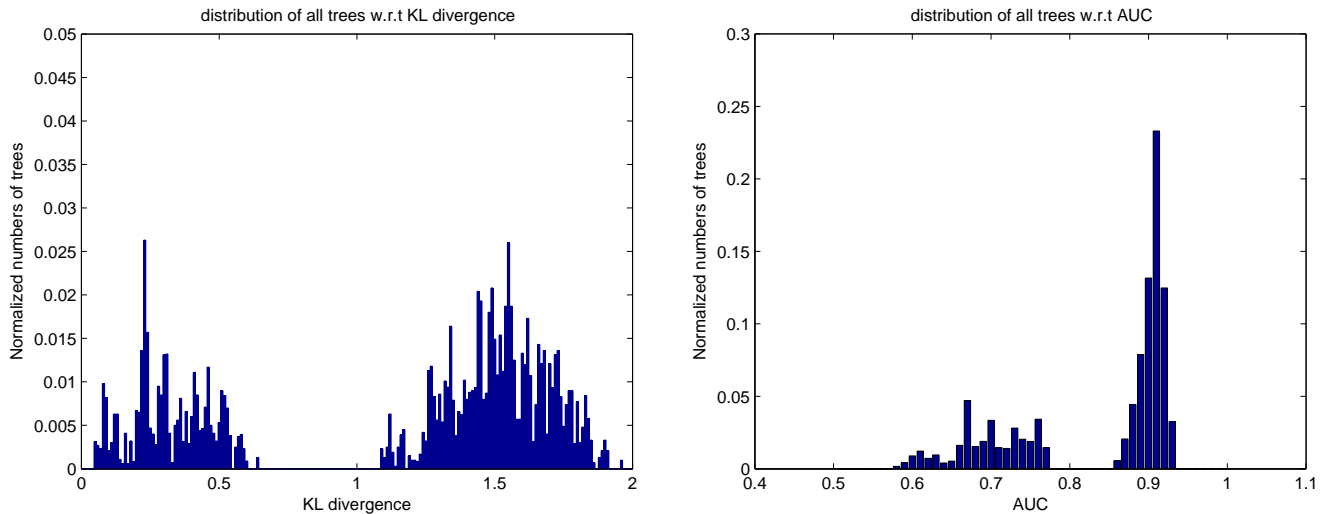 distribution of all trees w.r.t KL divergence
0.05
0.045
0.04
0.035
0.03
0.025
0.02
0.015
0.01
0.005
0
Normalized numbers of trees
0 0.5 1 1.5 2
KL divergence
distribution of all trees w.r.t AUC
0.3
0.25
0.2
0.15
0.1
0.05
0
Normalized numbers of trees
0.4 0.5 0.6 0.7 0.8 0.9 1 1.1
AUC